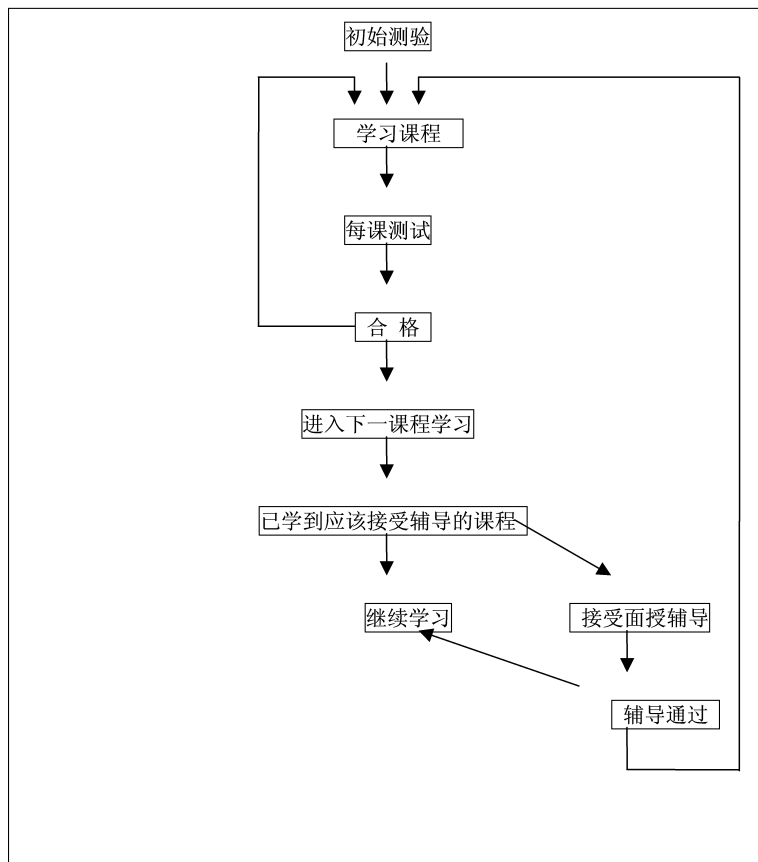 初始测验
学习课程
每课测试
合 格
进入下一课程学习
已学到应该接受辅导的课程
继续学习
接受面授辅导
辅导通过